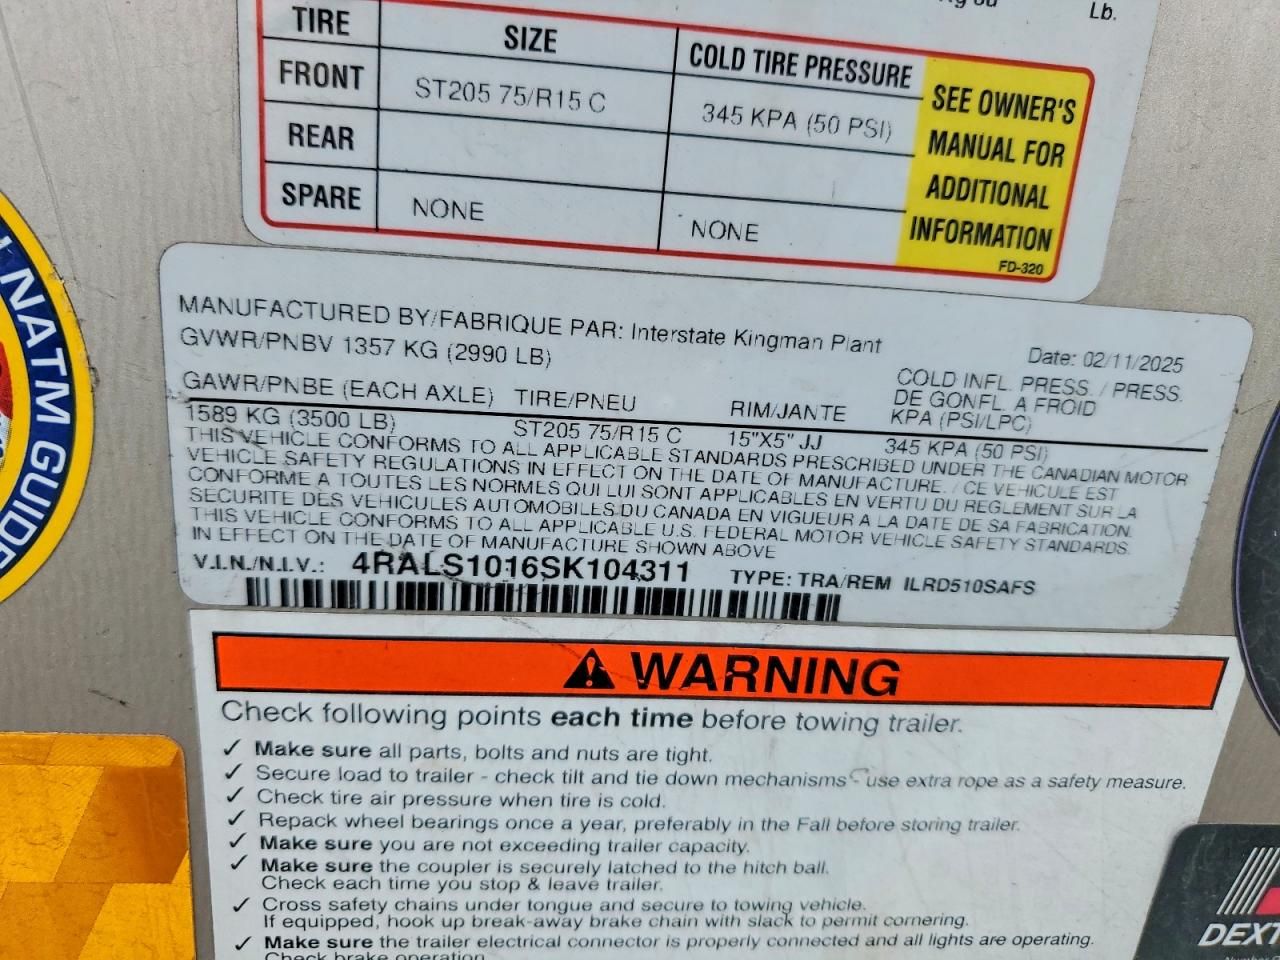 Lb.
TIRE SIZE COLD TIRE PRESSURE
FRONT ST205 75/R15 C 345 KPA (50 PSI)
REAR
SPARE NONE NONE
SEE OWNER'S
MANUAL FOR
ADDITIONAL
INFORMATION
FD-320
MANUFACTURED BY/FABRIQUE PAR: Interstate Kingman Plant
GVWR/PNBV 1357 KG (2990 LB)
Date: 02/11/2025
GAWR/PNBE (EACH AXLE) TIRE/PNEU RIM/JANTE
COLD INFL. PRESS. / PRESS.
DE GONFL. A FROID
KPA (PSI/LPC)
1589 KG (3500 LB) ST205 75/R15 C 15"X5" JJ 345 KPA (50 PSI)
THIS VEHICLE CONFORMS TO ALL APPLICABLE STANDARDS PRESCRIBED UNDER THE CANADIAN MOTOR
VEHICLE SAFETY REGULATIONS IN EFFECT ON THE DATE OF MANUFACTURE. / CE VEHICULE EST
CONFORME A TOUTES LES NORMES QUI LUI SONT APPLICABLES EN VERTU DU REGLEMENT SUR LA
SECURITE DES VEHICULES AUTOMOBILES DU CANADA EN VIGUEUR A LA DATE DE SA FABRICATION.
THIS VEHICLE CONFORMS TO ALL APPLICABLE U.S. FEDERAL MOTOR VEHICLE SAFETY STANDARDS
IN EFFECT ON THE DATE OF MANUFACTURE SHOWN ABOVE
V.I.N./N.I.V.: 4RALS1016SK104311 TYPE: TRA/REM ILRD510SAFS
WARNING
Check following points each time before towing trailer.
✓ Make sure all parts, bolts and nuts are tight.
✓ Secure load to trailer - check tilt and tie down mechanisms - use extra rope as a safety measure.
✓ Check tire air pressure when tire is cold.
✓ Repack wheel bearings once a year, preferably in the Fall before storing trailer.
✓ Make sure you are not exceeding trailer capacity.
✓ Make sure the coupler is securely latched to the hitch ball.
Check each time you stop & leave trailer.
✓ Cross safety chains under tongue and secure to towing vehicle.
If equipped, hook up break-away brake chain with slack to permit cornering.
✓ Make sure the trailer electrical connector is properly connected and all lights are operating.
Check brake operation.
NATM GUIDE
DEXT